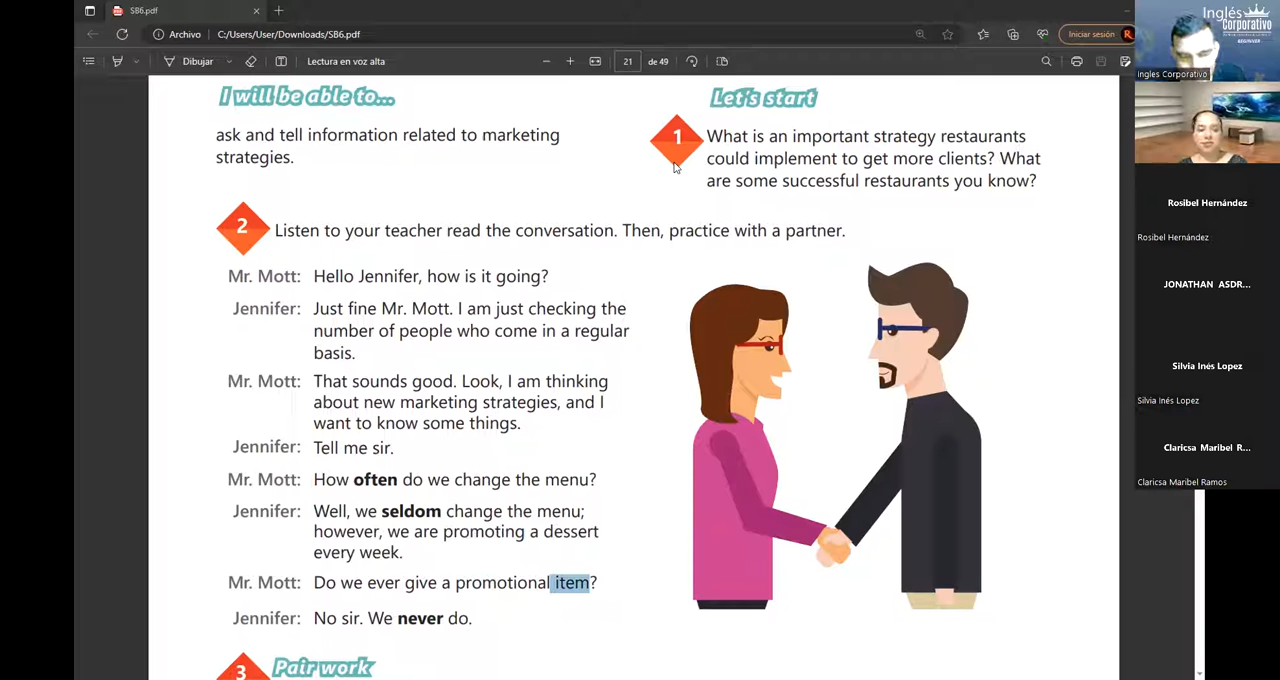 SB6.pdf
Archivo
C:/Users/User/Downloads/SB6.pdf
Iniciar sesión
R
Dibujar
Lectura en voz alta
21
de 49
I will be able to...
ask and tell information related to marketing
strategies.
Let's start
1
What is an important strategy restaurants
could implement to get more clients? What
are some successful restaurants you know?
2
Listen to your teacher read the conversation. Then, practice with a partner.
Mr. Mott: Hello Jennifer, how is it going?
Jennifer: Just fine Mr. Mott. I am just checking the
number of people who come in a regular
basis.
Mr. Mott: That sounds good. Look, I am thinking
about new marketing strategies, and I
want to know some things.
Jennifer: Tell me sir.
Mr. Mott: How often do we change the menu?
Jennifer: Well, we seldom change the menu;
however, we are promoting a dessert
every week.
Mr. Mott: Do we ever give a promotional item?
Jennifer: No sir. We never do.
3
Pair work
Inglés
Corporativo
BEGINNER
Ingles Corporativo
Rosibel Hernández
Rosibel Hernández
JONATHAN ASDR...
Silvia Inés Lopez
Silvia Inés Lopez
Claricsa Maribel R...
Claricsa Maribel Ramos